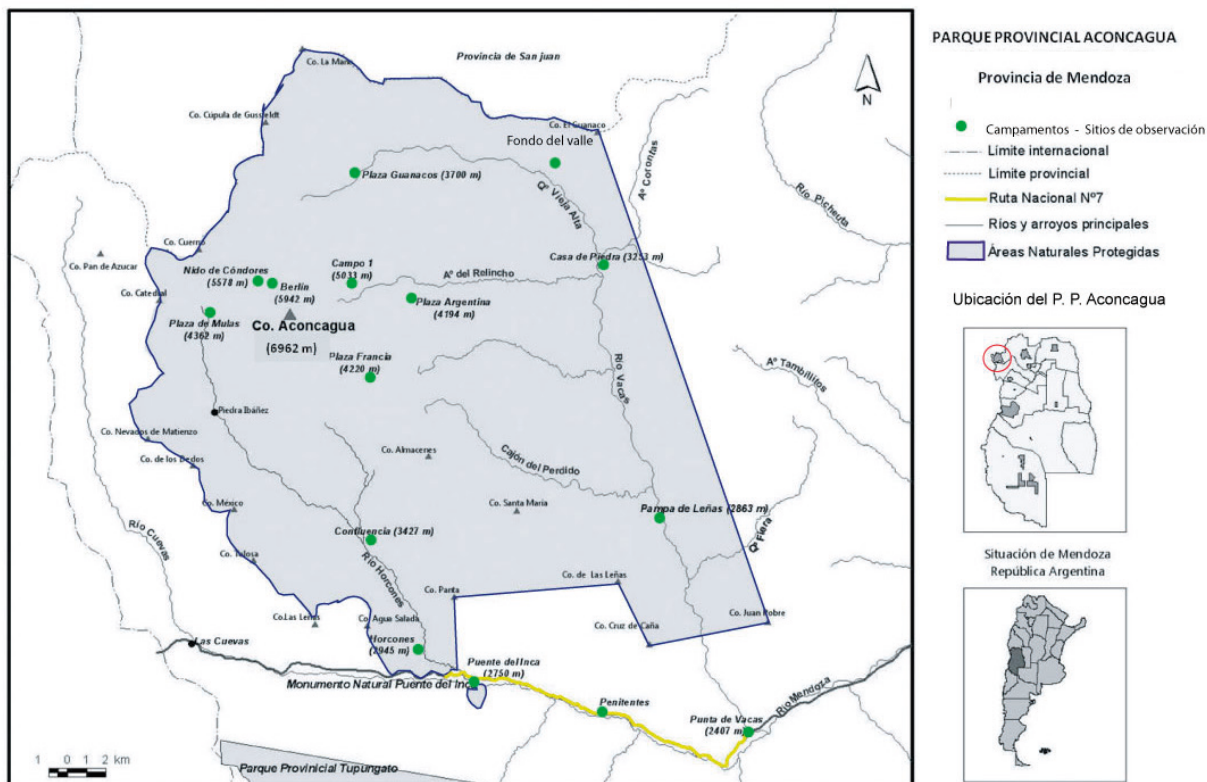 Provincia de San juan
Co. La Mano
N
Co. Cúpula de Gussfeldt
Co. El Guanaco
Fondo del valle
Plaza Guanacos (3700 m)
Qº Vieja Alta
Aº Corontas
Río Picheuta
Co. Cuerno
Co. Pan de Azucar
Nido de Cóndores
(5578 m)
Berlín
(5942 m)
Campo 1
(5033 m)
Aº del Relincho
Casa de Piedra (3253 m)
Co. Catedral
Plaza Argentina
(4194 m)
Plaza de Mulas
(4362 m)
Co. Aconcagua
(6962 m)
Plaza Francia
(4220 m)
Río Vacas
Aº Tambillitos
Piedra Ibáñez
Co. Nevados de Matienzo
Co. de los Dedos
Co. Almacenes
Cajón del Perdido
Co. México
Co. Santa María
Pampa de Leñas (2863 m)
Río Cuevas
Confluencia (3427 m)
Qº Fiera
Co. Tolosa
Río Horcones
Co. Panta
Co. de Las Leñas
Co. Las Leñas
Co. Agua Salada
Co. Cruz de Caña
Co. Juan Pobre
Las Cuevas
Horcones
(2945 m)
Puente del Inca
(2750 m)
Monumento Natural Puente del Inca
Penitentes
Punta de Vacas
(2407 m)
Río Mendoza
1 0 2 km
Parque Provincial Tupungato
PARQUE PROVINCIAL ACONCAGUA
Provincia de Mendoza
Campamentos - Sitios de observación
Límite internacional
Límite provincial
Ruta Nacional Nº7
Ríos y arroyos principales
Áreas Naturales Protegidas
Ubicación del P. P. Aconcagua
Situación de Mendoza
República Argentina